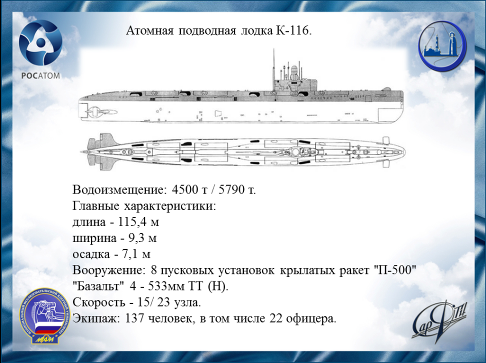 Атомная подводная лодка К-116.
РОСАТОМ
Водоизмещение: 4500 т / 5790 т.
Главные характеристики:
длина - 115,4 м
ширина - 9,3 м
осадка - 7,1 м
Вооружение: 8 пусковых установок крылатых ракет "П-500"
"Базальт" 4 - 533мм ТТ (Н).
Скорость - 15/ 23 узла.
Экипаж: 137 человек, в том числе 22 офицера.